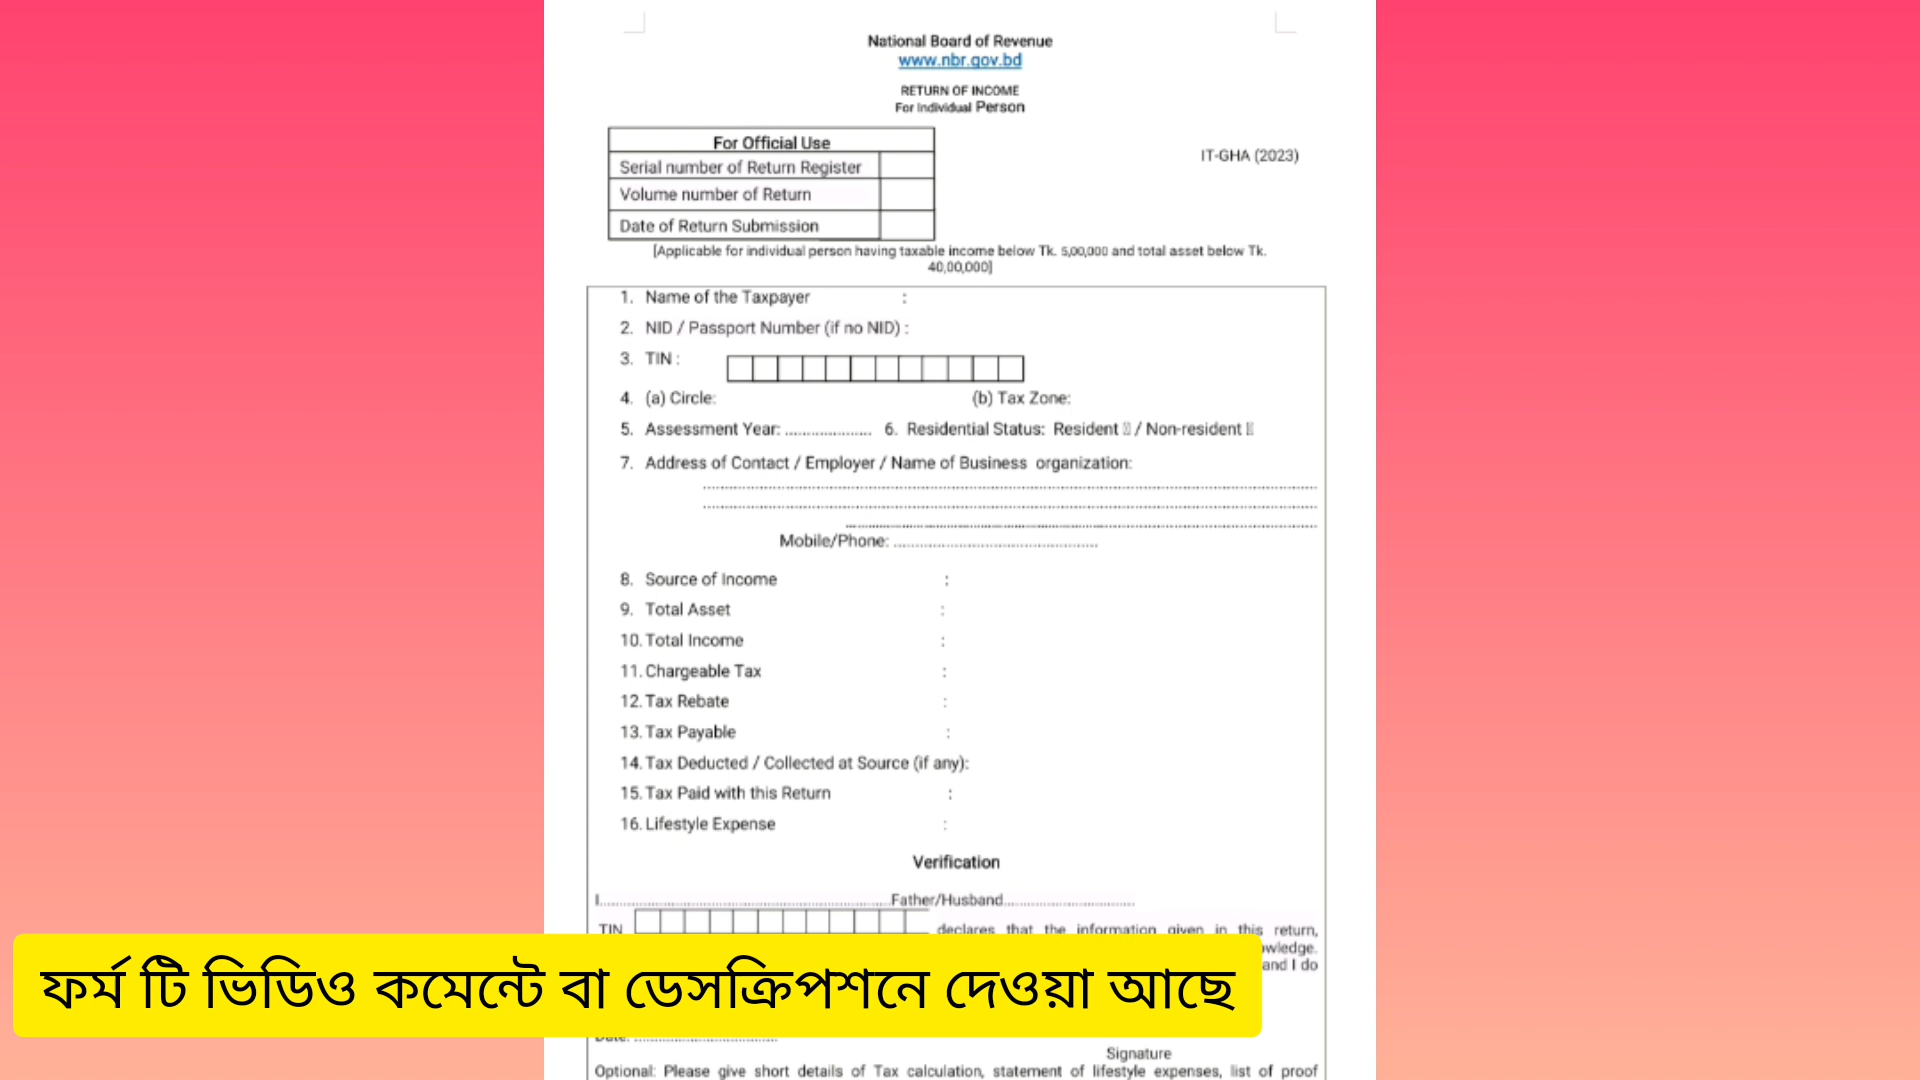 National Board of Revenue
www.nbr.gov.bd
RETURN OF INCOME
For Individual Person
For Official Use
Serial number of Return Register
Volume number of Return
Date of Return Submission
IT-GHA (2023)
[Applicable for individual person having taxable income below Tk. 5,00,000 and total asset below Tk.
40,00,000]
1. Name of the Taxpayer :
2. NID / Passport Number (if no NID) :
3. TIN :
4. (a) Circle: (b) Tax Zone:
5. Assessment Year: .................... 6. Residential Status: Resident / Non-resident
7. Address of Contact / Employer / Name of Business organization:
Mobile/Phone: ................................................
8. Source of Income :
9. Total Asset :
10. Total Income :
11. Chargeable Tax :
12. Tax Rebate :
13. Tax Payable :
14. Tax Deducted / Collected at Source (if any):
15. Tax Paid with this Return :
16. Lifestyle Expense :
Verification
I....................................................................Father/Husband...............................
TIN declares that the information given in this return,
and I do
ফর্ম টি ভিডিও কমেন্টে বা ডেসক্রিপশনে দেওয়া আছে
Date: .................................
Signature
Optional: Please give short details of Tax calculation, statement of lifestyle expenses, list of proof